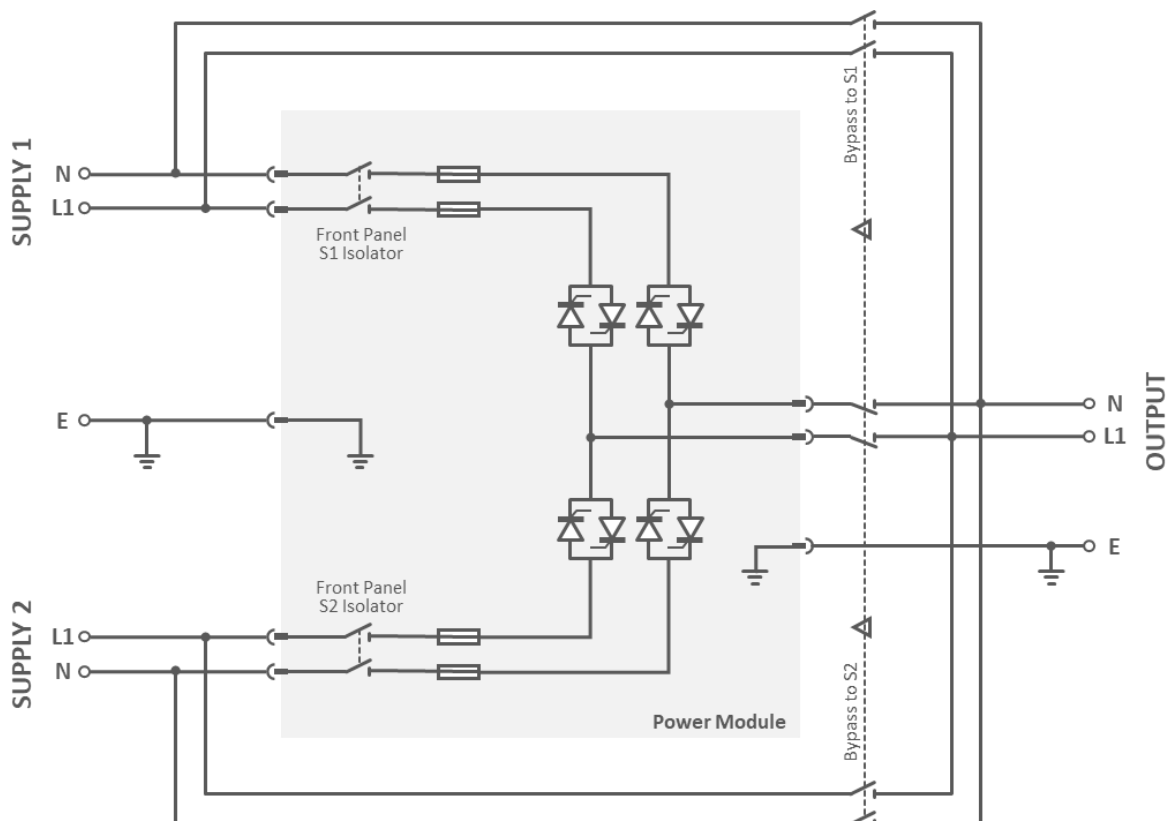 Bypass to S1
SUPPLY 1
N
L1
Front Panel
S1 Isolator
E
N
L1
OUTPUT
E
Front Panel
S2 Isolator
SUPPLY 2
L1
N
Bypass to S2
Power Module